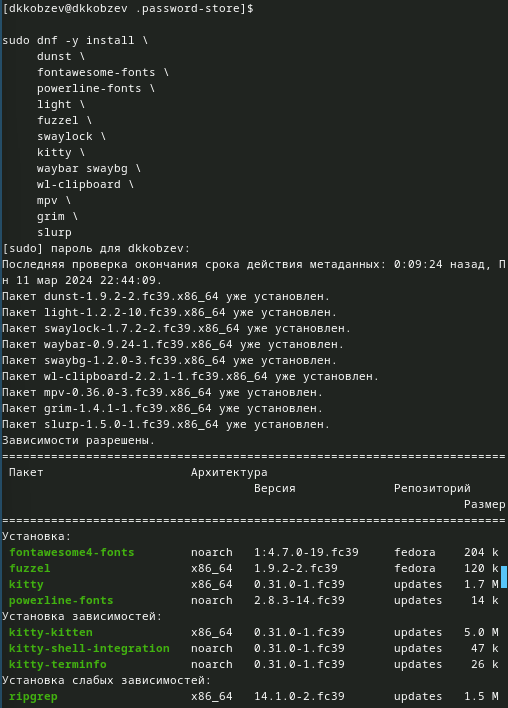 [dkkobzev@dkkobzev .password-store]$
sudo dnf -y install \
dunst \
fontawesome-fonts \
powerline-fonts \
light \
fuzzel \
swaylock \
kitty \
waybar swaybg \
wl-clipboard \
mpv \
grim \
slurp
[sudo] пароль для dkkobzev:
Последняя проверка окончания срока действия метаданных: 0:09:24 назад, П
н 11 мар 2024 22:44:09.
Пакет dunst-1.9.2-2.fc39.x86_64 уже установлен.
Пакет light-1.2.2-10.fc39.x86_64 уже установлен.
Пакет swaylock-1.7.2-2.fc39.x86_64 уже установлен.
Пакет waybar-0.9.24-1.fc39.x86_64 уже установлен.
Пакет swaybg-1.2.0-3.fc39.x86_64 уже установлен.
Пакет wl-clipboard-2.2.1-1.fc39.x86_64 уже установлен.
Пакет mpv-0.36.0-3.fc39.x86_64 уже установлен.
Пакет grim-1.4.1-1.fc39.x86_64 уже установлен.
Пакет slurp-1.5.0-1.fc39.x86_64 уже установлен.
Зависимости разрешены.
========================================================================
Пакет Архитектура
Версия Репозиторий
Размер
========================================================================
Установка:
fontawesome4-fonts noarch 1:4.7.0-19.fc39 fedora 204 k
fuzzel x86_64 1.9.2-2.fc39 fedora 120 k
kitty x86_64 0.31.0-1.fc39 updates 1.7 M
powerline-fonts noarch 2.8.3-14.fc39 updates 14 k
Установка зависимостей:
kitty-kitten x86_64 0.31.0-1.fc39 updates 5.0 M
kitty-shell-integration noarch 0.31.0-1.fc39 updates 47 k
kitty-terminfo noarch 0.31.0-1.fc39 updates 26 k
Установка слабых зависимостей:
ripgrep x86_64 14.1.0-2.fc39 updates 1.5 M